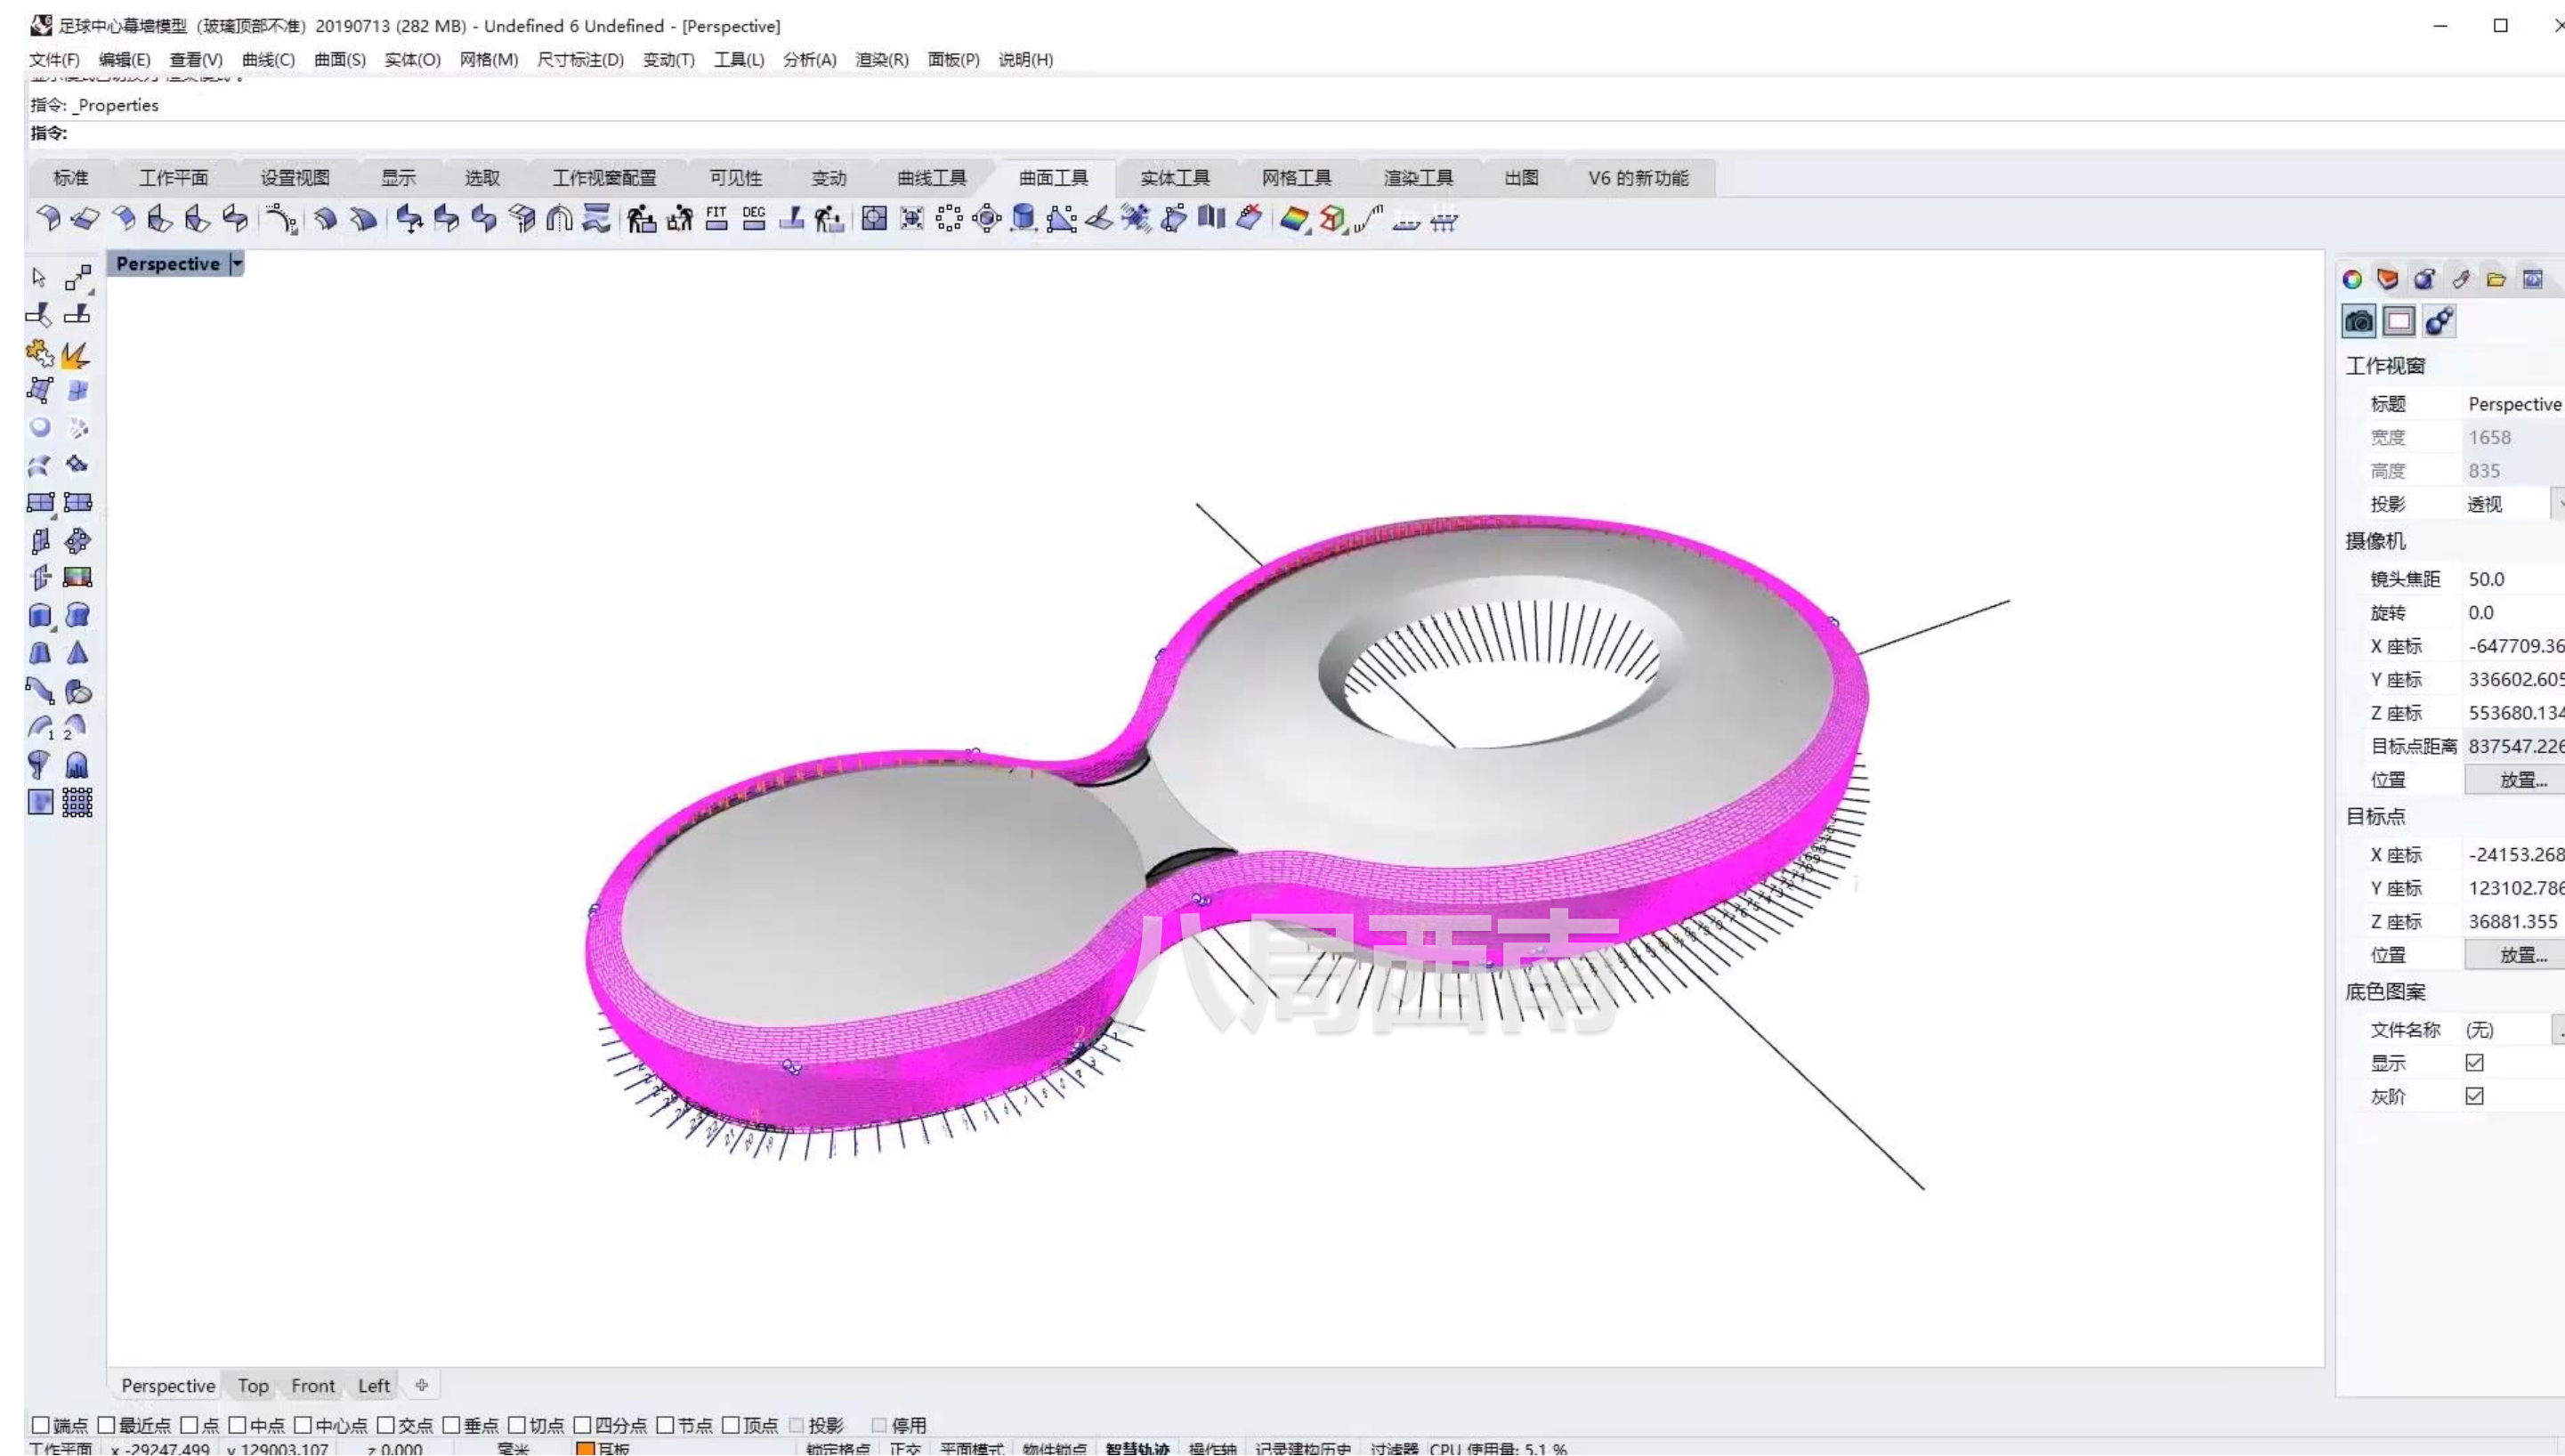 足球中心幕墙模型（玻璃顶部不准）20190713 (282 MB) - Undefined 6 Undefined - [Perspective]
文件(F) 编辑(E) 查看(V) 曲线(C) 曲面(S) 实体(O) 网格(M) 尺寸标注(D) 变动(T) 工具(L) 分析(A) 渲染(R) 面板(P) 说明(H)
指令: _Properties
指令:
标准 工作平面 设置视图 显示 选取 工作视窗配置 可见性 变动 曲线工具 曲面工具 实体工具 网格工具 渲染工具 出图 V6 的新功能
FIT DEG
Perspective
工作视窗
标题 Perspective
宽度 1658
高度 835
投影 透视
摄像机
镜头焦距 50.0
旋转 0.0
X 座标 -647709.36
Y 座标 336602.605
Z 座标 553680.134
目标点距离 837547.226
位置 放置...
目标点
X 座标 -24153.268
Y 座标 123102.786
Z 座标 36881.355
位置 放置...
底色图案
文件名称 (无)
显示
灰阶
1 2
八局西南
Perspective Top Front Left
端点 最近点 点 中点 中心点 交点 垂点 切点 四分点 节点 顶点 投影 停用
工作平面 x -29247.499 y 129003.107 z 0.000 毫米 耳板 锁定格点 正交 平面模式 物件锁点 智慧轨迹 操作轴 记录建构历史 过滤器 CPU 使用量: 5.1 %